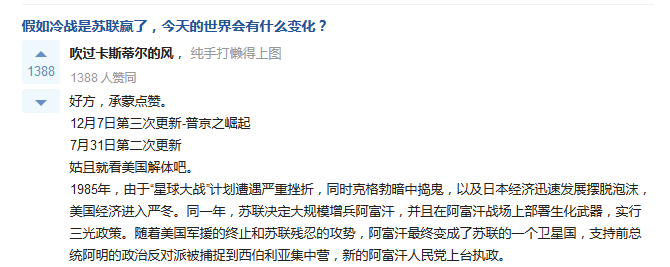 假如冷战是苏联赢了，今天的世界会有什么变化？
吹过卡斯蒂尔的风，纯手打懒得上图
1388
1388 人赞同
好方，承蒙点赞。
12月7日第三次更新-普京之崛起
7月31日第二次更新
姑且就看美国解体吧。
1985年，由于“星球大战”计划遭遇严重挫折，同时克格勃暗中捣鬼，以及日本经济迅速发展摆脱泡沫，
美国经济进入严冬。同一年，苏联决定大规模增兵阿富汗，并且在阿富汗战场上部署生化武器，实行
三光政策。随着美国军援的终止和苏联残忍的攻势，阿富汗最终变成了苏联的一个卫星国，支持前总
统阿明的政治反对派被捕捉到西伯利亚集中营，新的阿富汗人民党上台执政。